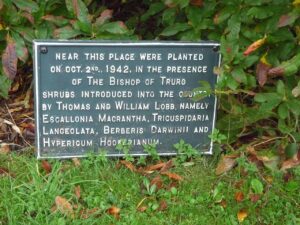 NEAR THIS PLACE WERE PLANTED
ON OCT. 2ND. 1942, IN THE PRESENCE
OF THE BISHOP OF TRURO
SHRUBS INTRODUCED INTO THE COUNTY
BY THOMAS AND WILLIAM LOBB, NAMELY
ESCALLONIA MACRANTHA, TRICUSPIDARIA
LANCEOLATA, BERBERIS DARWINII AND
HYPERICUM HOOKERIANUM.